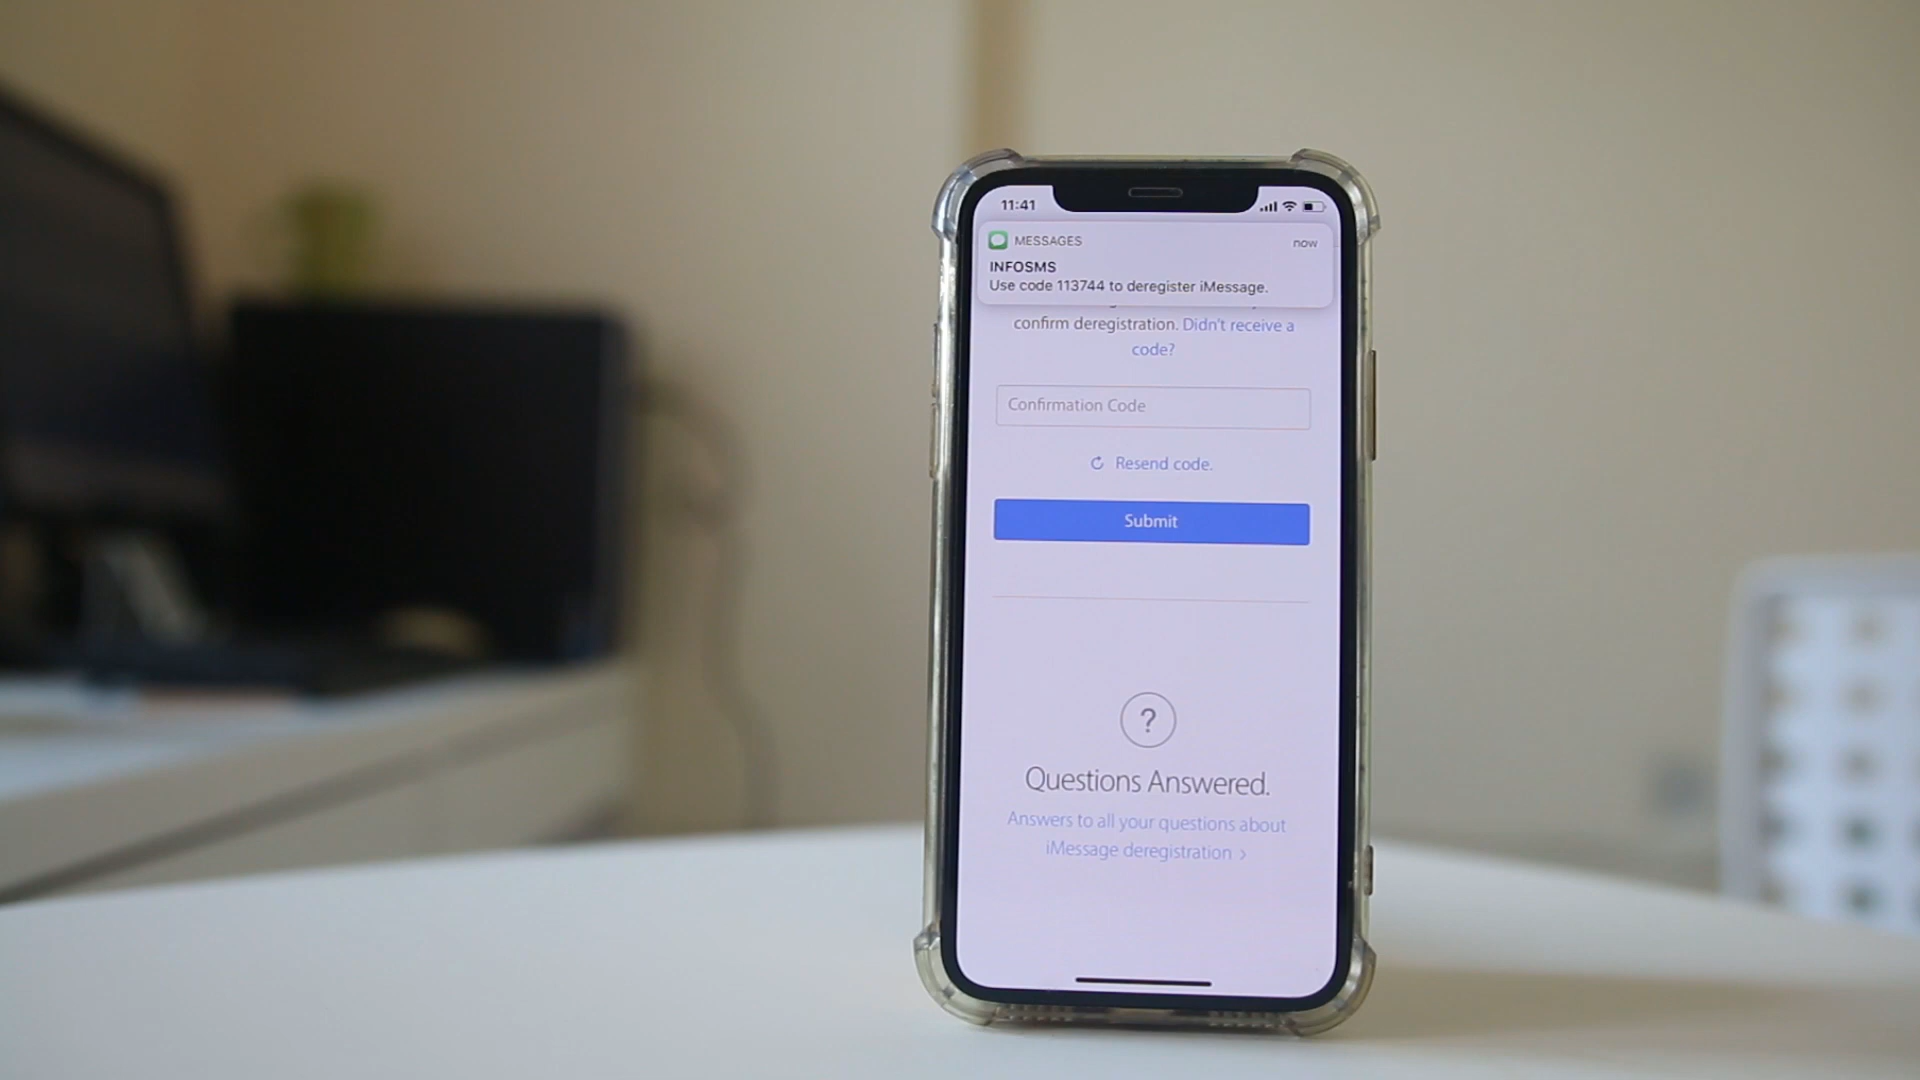 11:41
MESSAGES
now
INFOSMS
Use code 113744 to deregister iMessage.
confirm deregistration. Didn't receive a
code?
Confirmation Code
Resend code.
Submit
?
Questions Answered.
Answers to all your questions about
iMessage deregistration >